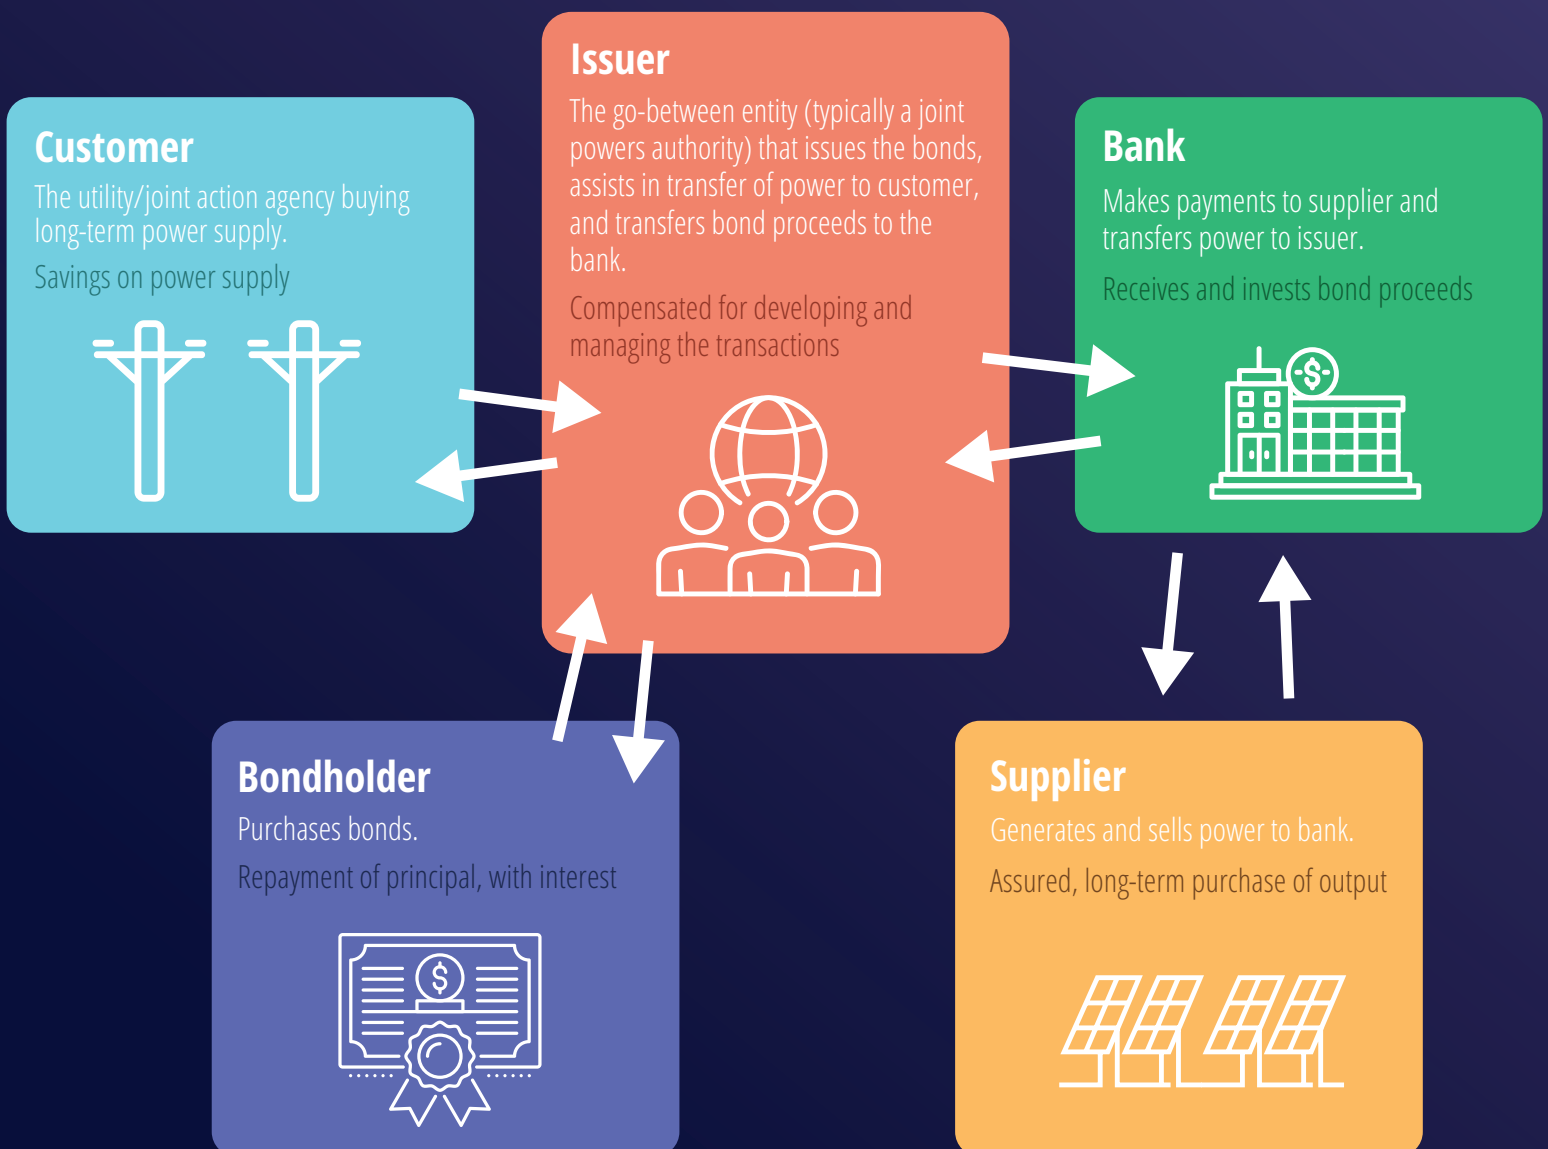 Customer
The utility/joint action agency buying
long-term power supply.
Savings on power supply
Issuer
The go-between entity (typically a joint
powers authority) that issues the bonds,
assists in transfer of power to customer,
and transfers bond proceeds to the
bank.
Compensated for developing and
managing the transactions
Bank
Makes payments to supplier and
transfers power to issuer.
Receives and invests bond proceeds
$
Bondholder
Purchases bonds.
Repayment of principal, with interest
$
Supplier
Generates and sells power to bank.
Assured, long-term purchase of output